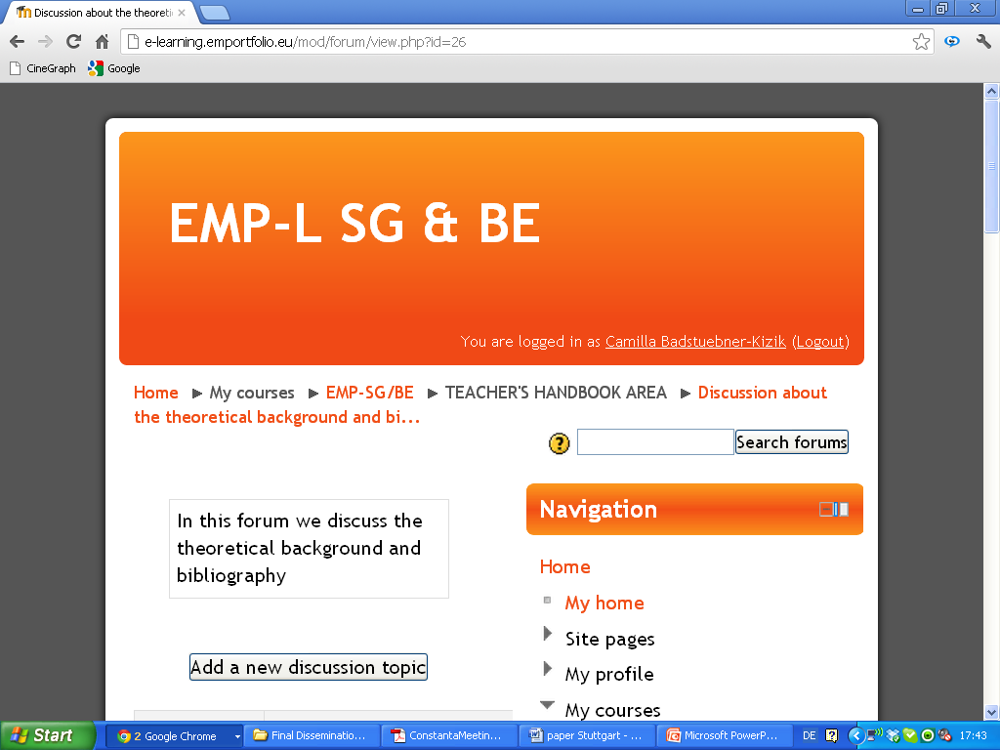 Discussion about the theoreti
e-learning.emportfolio.eu/mod/forum/view.php?id=26
CineGraph Google
EMP-L SG & BE
You are logged in as Camilla Badstuebner-Kizik (Logout)
Home ► My courses ► EMP-SG/BE ► TEACHER'S HANDBOOK AREA ► Discussion about
the theoretical background and bi...
? Search forums
In this forum we discuss the
theoretical background and
bibliography
Add a new discussion topic
Navigation
Home
My home
Site pages
My profile
My courses
Start 2 Google Chrome Final Disseminatio... ConstantaMeetin... paper Stuttgart - ... Microsoft PowerP... DE ? 17:43